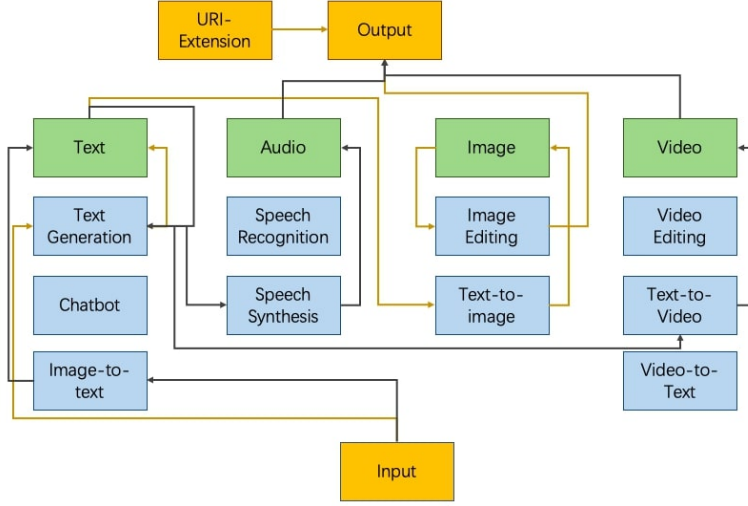 URI-
Extension
Output
Text
Audio
Image
Video
Text
Generation
Speech
Recognition
Image
Editing
Video
Editing
Chatbot
Speech
Synthesis
Text-to-
image
Text-to-
Video
Image-to-
text
Video-to-
Text
Input